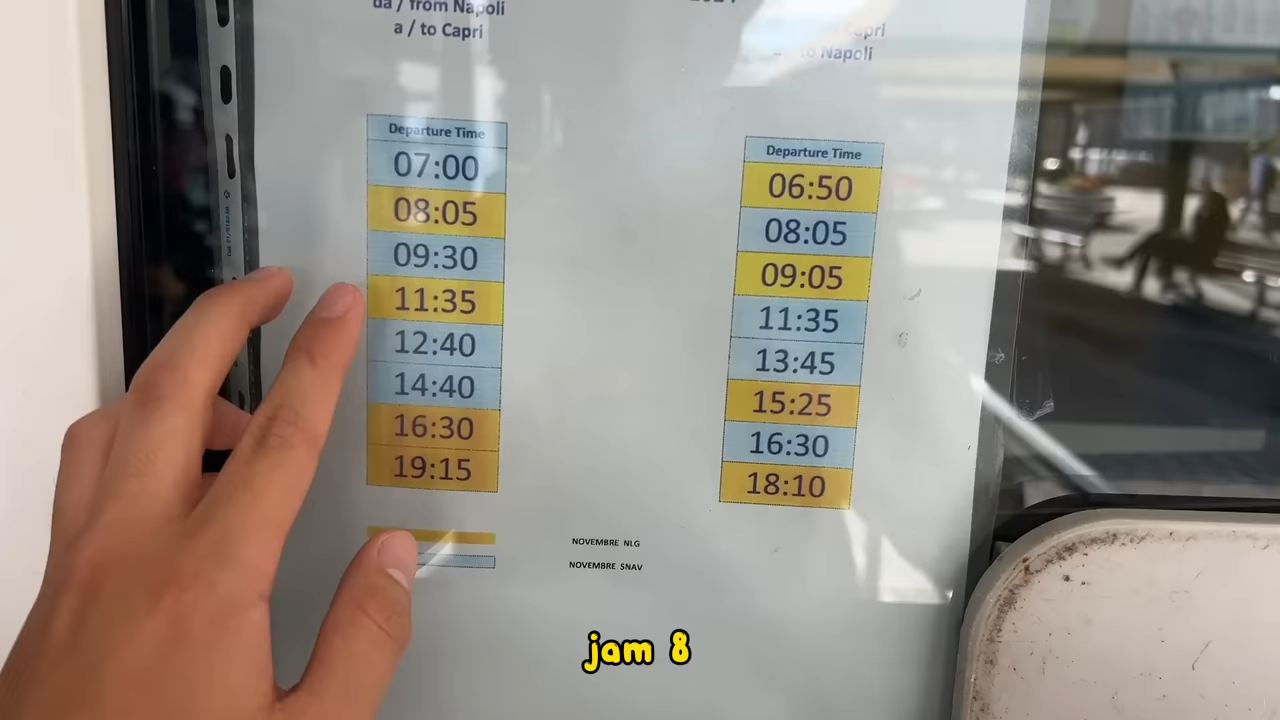 da / from Napoli
a / to Capri
to Napoli
Departure Time
07:00
08:05
09:30
11:35
12:40
14:40
16:30
19:15
Departure Time
06:50
08:05
09:05
11:35
13:45
15:25
16:30
18:10
NOVEMBRE NLG
NOVEMBRE SNAV
jam 8